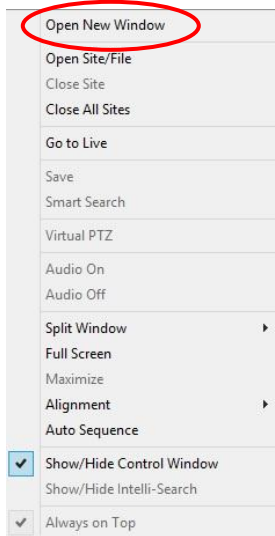 Open New Window
Open Site/File
Close Site
Close All Sites
Go to Live
Save
Smart Search
Virtual PTZ
Audio On
Audio Off
Split Window
Full Screen
Maximize
Alignment
Auto Sequence
Show/Hide Control Window
Show/Hide Intelli-Search
Always on Top